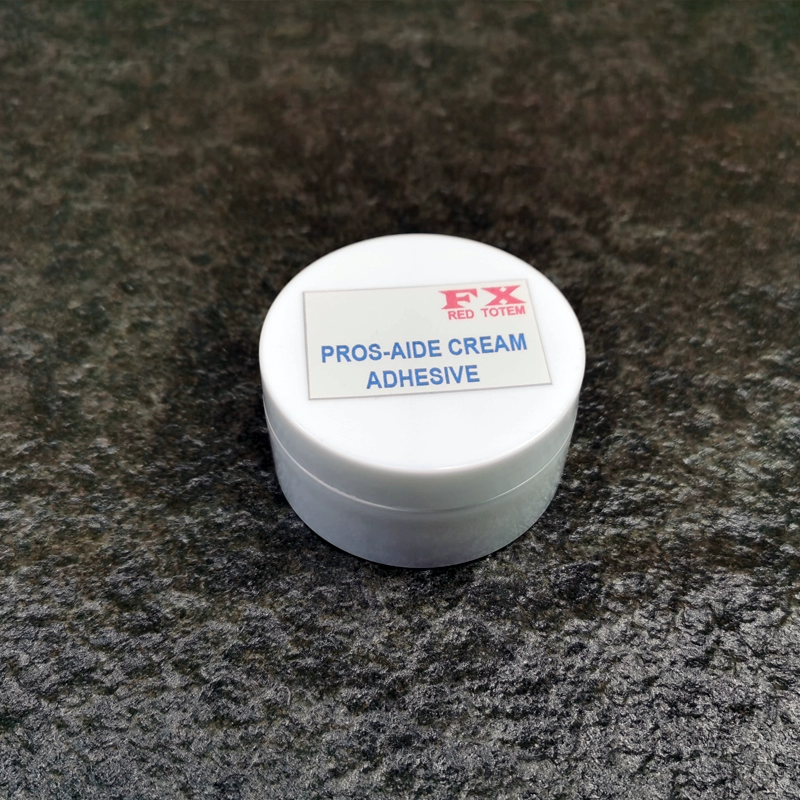 FX
RED TOTEM
PROS-AIDE CREAM
ADHESIVE